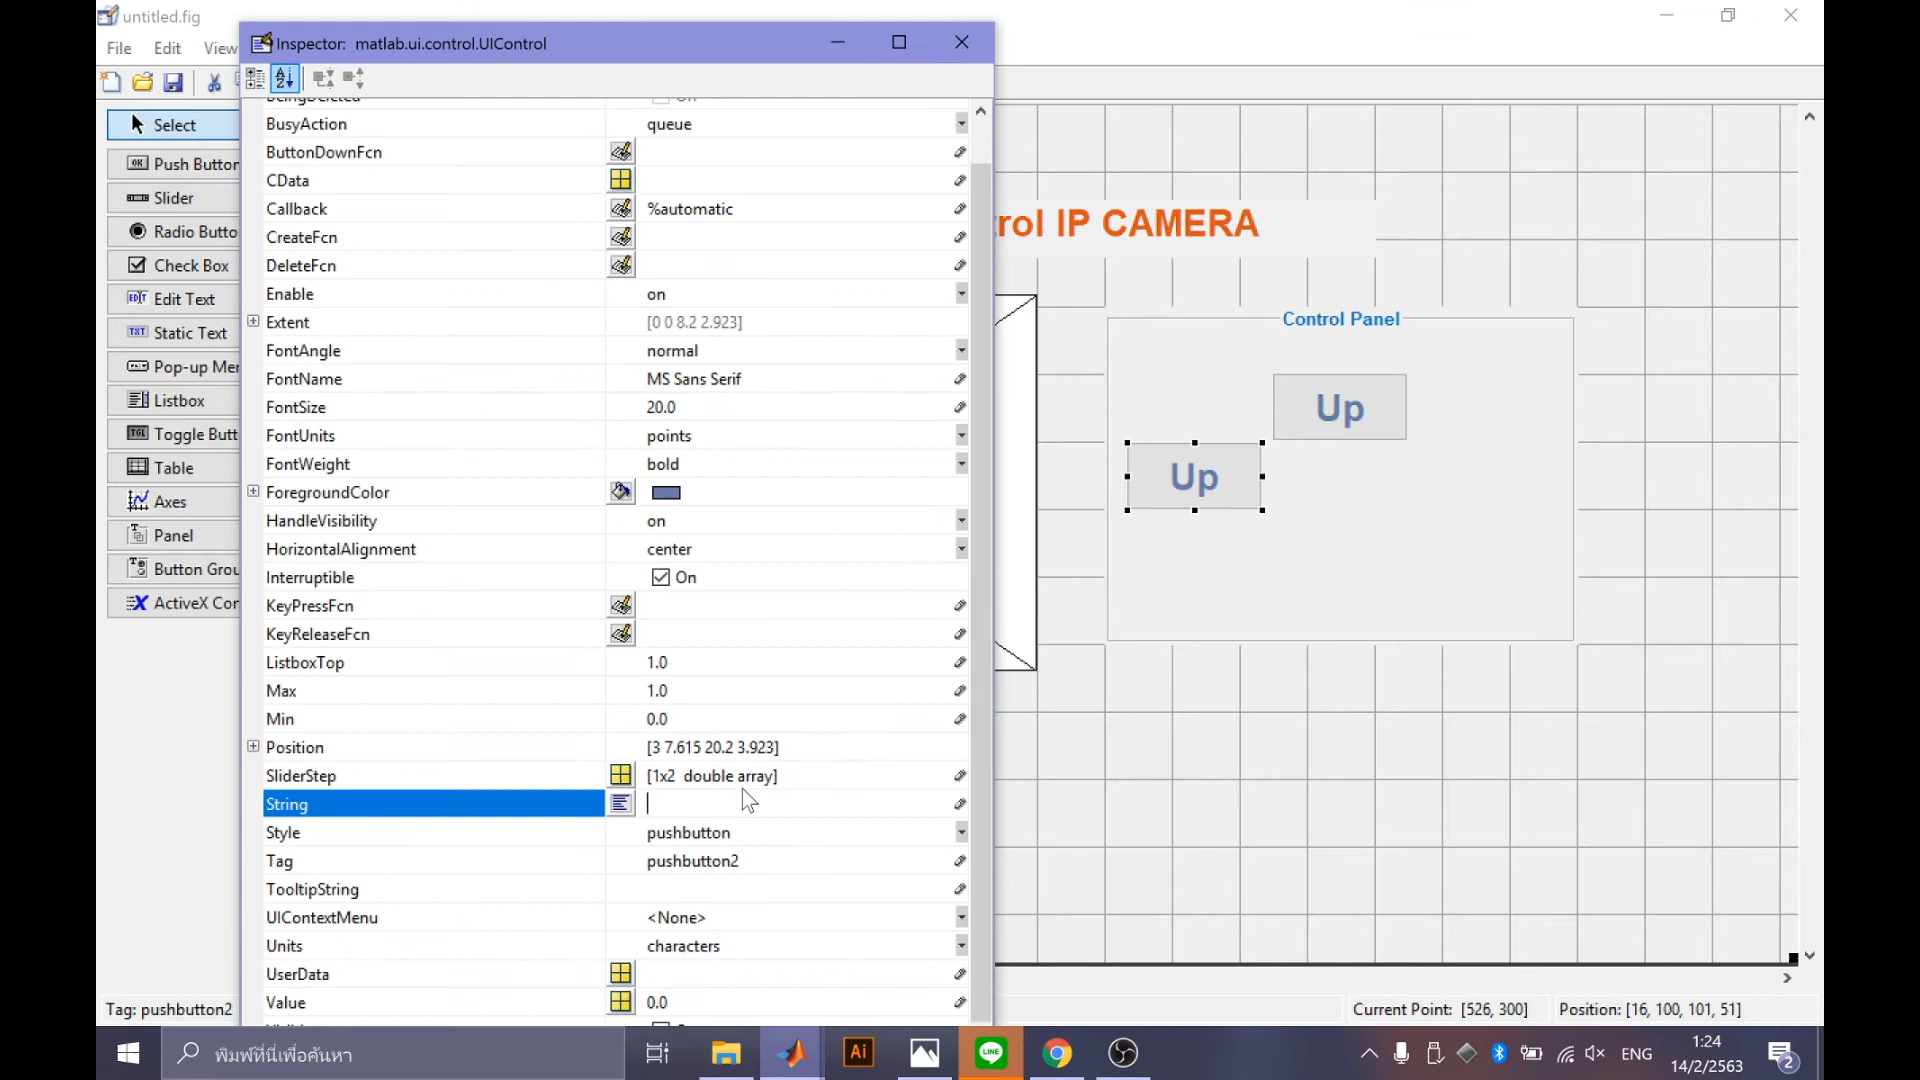 untitled.fig
File Edit View
Inspector: matlab.ui.control.UIControl
Select
Push Button
Slider
Radio Butto
Check Box
Edit Text
Static Text
Pop-up Me
Listbox
Toggle Butt
Table
Axes
Panel
Button Grou
ActiveX Con
BeingDeleted On
BusyAction queue
ButtonDownFcn
CData
Callback %automatic
CreateFcn
DeleteFcn
Enable on
Extent [0 0 8.2 2.923]
FontAngle normal
FontName MS Sans Serif
FontSize 20.0
FontUnits points
FontWeight bold
ForegroundColor
HandleVisibility on
HorizontalAlignment center
Interruptible On
KeyPressFcn
KeyReleaseFcn
ListboxTop 1.0
Max 1.0
Min 0.0
Position [3 7.615 20.2 3.923]
SliderStep [1x2 double array]
String
Style pushbutton
Tag pushbutton2
TooltipString
UIContextMenu <None>
Units characters
UserData
Value 0.0
rol IP CAMERA
Control Panel
Up
Up
Tag: pushbutton2
Current Point: [526, 300] Position: [16, 100, 101, 51]
พิมพ์ที่นี่เพื่อค้นหา
Ai
LINE
ENG
1:24
14/2/2563
2